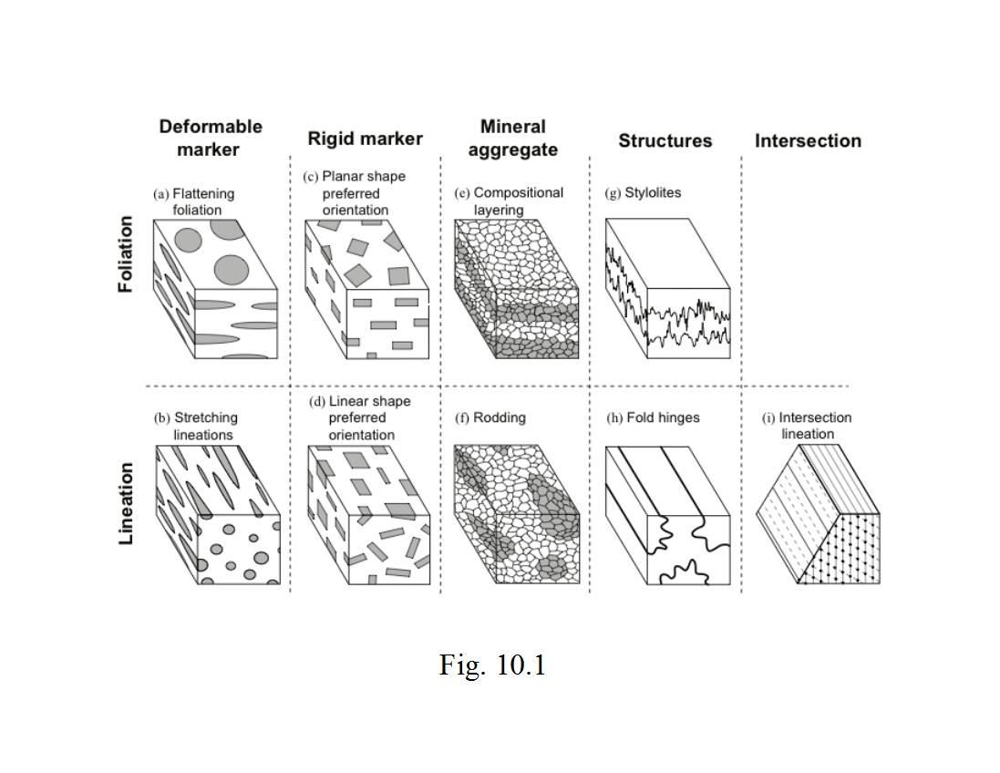 Deformable
marker
Rigid marker
Mineral
aggregate
Structures
Intersection
Foliation
(a) Flattening
foliation
(c) Planar shape
preferred
orientation
(e) Compositional
layering
(g) Stylolites
Lineation
(b) Stretching
lineations
(d) Linear shape
preferred
orientation
(f) Rodding
(h) Fold hinges
(i) Intersection
lineation
Fig. 10.1